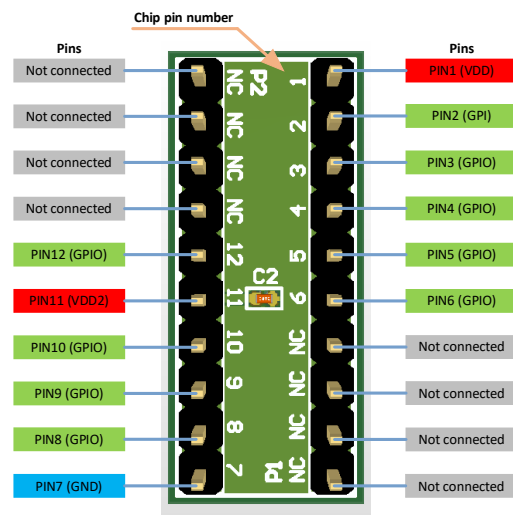 Chip pin number
Pins
Pins
Not connected
NC
P2
1
PIN1 (VDD)
Not connected
NC
2
PIN2 (GPI)
Not connected
NC
3
PIN3 (GPIO)
Not connected
NC
4
PIN4 (GPIO)
PIN12 (GPIO)
12
5
PIN5 (GPIO)
C2
PIN11 (VDD2)
11
6
PIN6 (GPIO)
PIN10 (GPIO)
10
NC
Not connected
PIN9 (GPIO)
9
NC
Not connected
PIN8 (GPIO)
8
NC
Not connected
PIN7 (GND)
7
P1
NC
Not connected